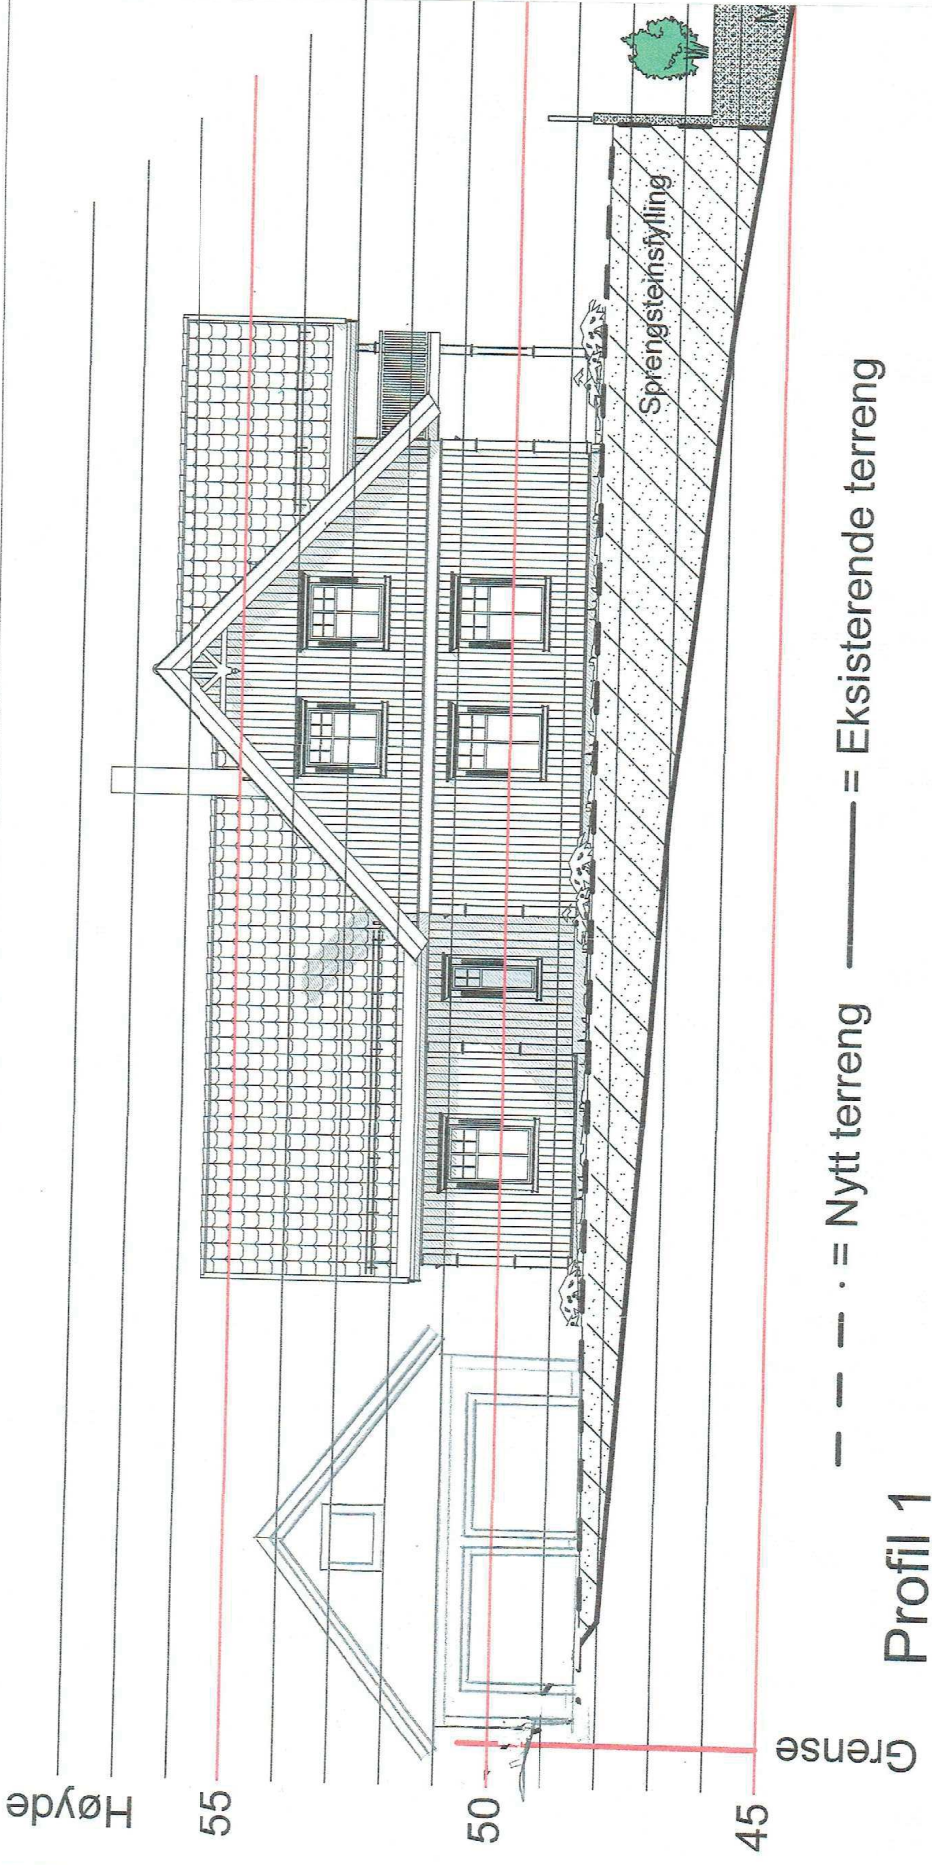 Høyde
55
50
45
Grense
Sprengsteinsfylling
M
– – – · = Nytt terreng —— = Eksisterende terreng
Profil 1